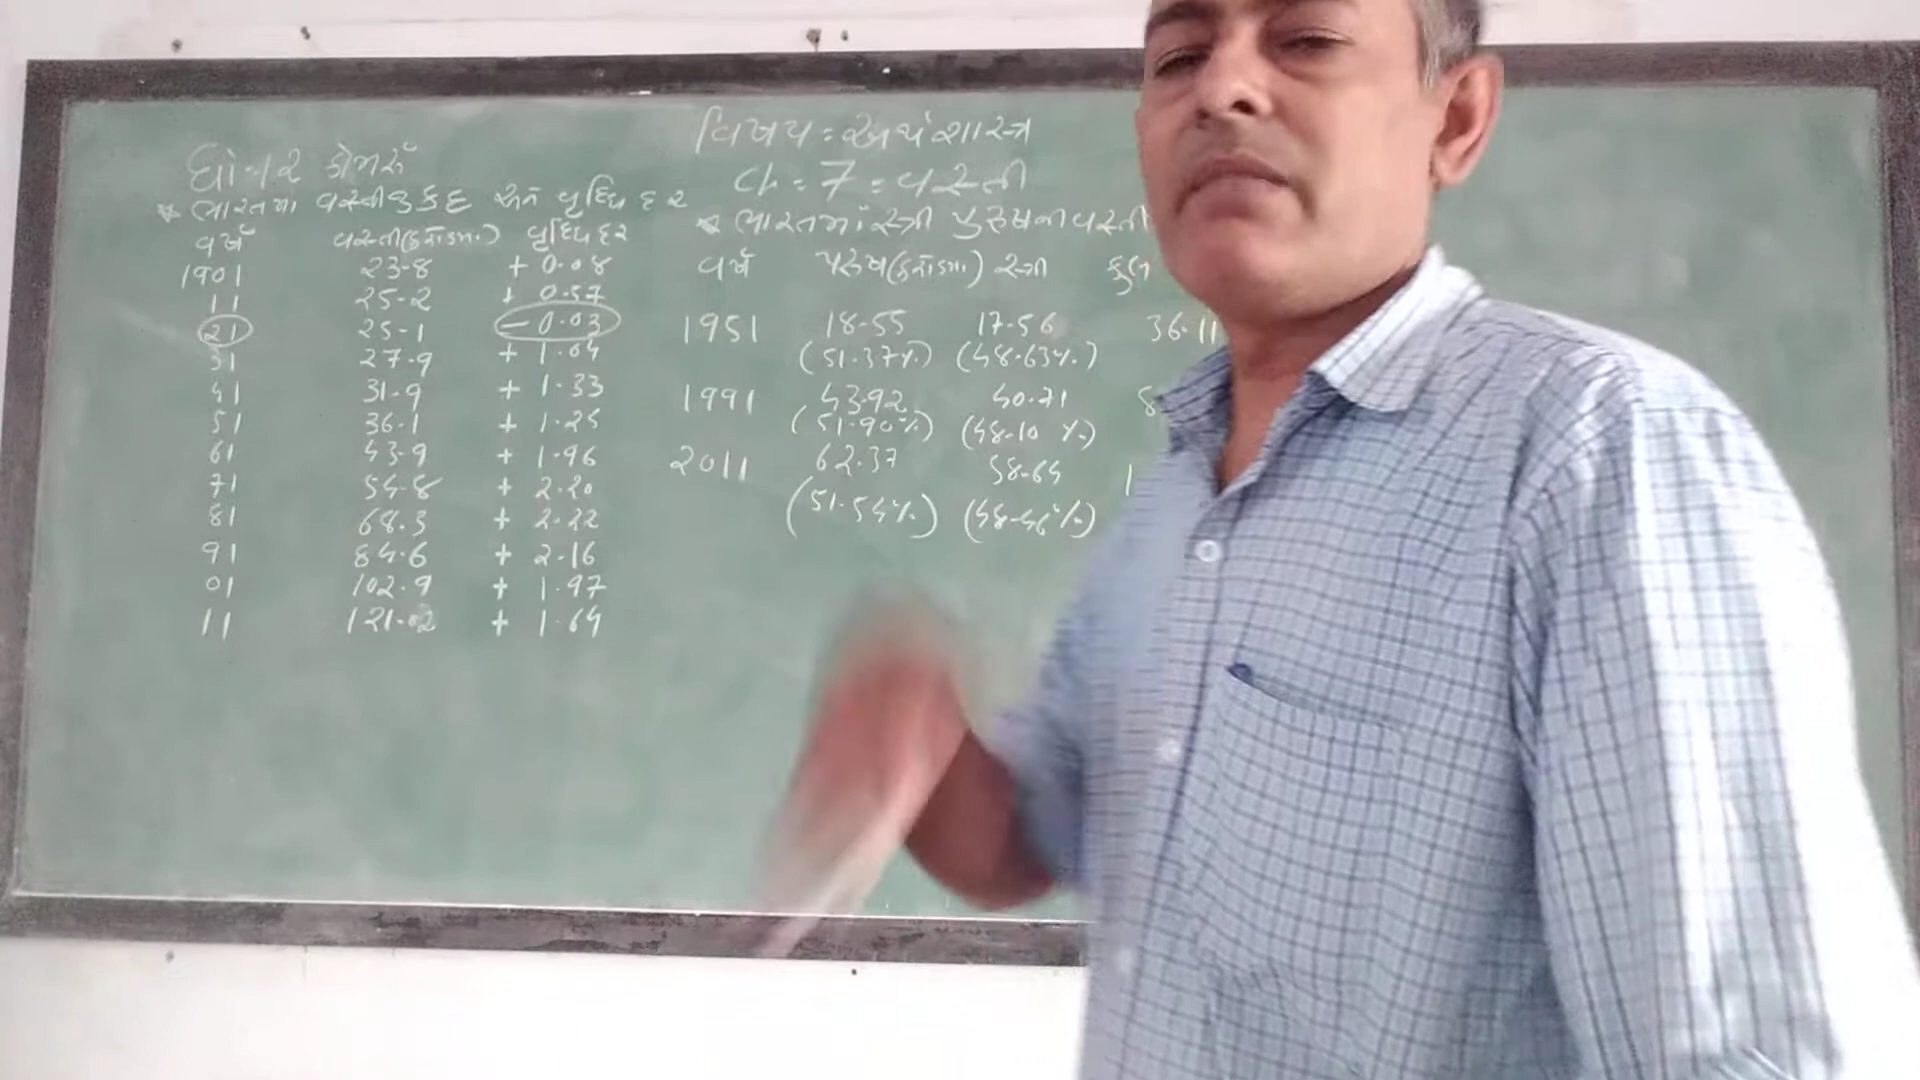 વિષય : અર્થશાસ્ત્ર
ધોનાર કોમર્સ
પ્ર. : 7 : વસ્તી
* ભારતમાં વસ્તીનું કદ અને વૃદ્ધિ દર
વર્ષ વસ્તી(કરોડમાં) વૃદ્ધિદર
1901 23.8 + 0.08
11 25.2 + 0.57
21 25.1 - 0.03
31 27.9 + 1.04
41 31.9 + 1.33
51 36.1 + 1.25
61 43.9 + 1.96
71 54.8 + 2.20
81 68.3 + 2.22
91 84.6 + 2.16
01 102.9 + 1.97
11 121.02 + 1.64
* ભારતમાં સ્ત્રી પુરુષના વસ્તી
વર્ષ પુરુષ(કરોડમાં) સ્ત્રી કુલ
1951 18.55 17.56 36.11
(51.37%) (48.63%)
1991 43.92 40.71 8
(51.90%) (48.10 %)
2011 62.37 58.64 1
(51.54%) (48.46%)